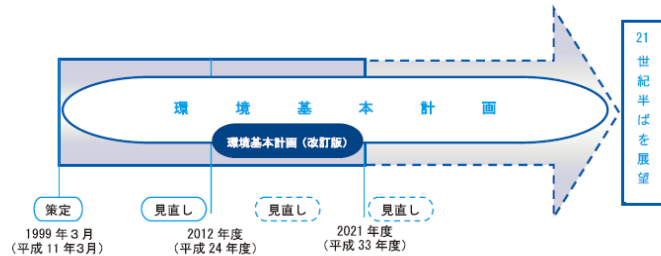 21世紀半ばを展望
環境基本計画
環境基本計画（改訂版）
策定
見直し
見直し
見直し
1999年3月
（平成11年3月）
2012年度
（平成24年度）
2021年度
（平成33年度）